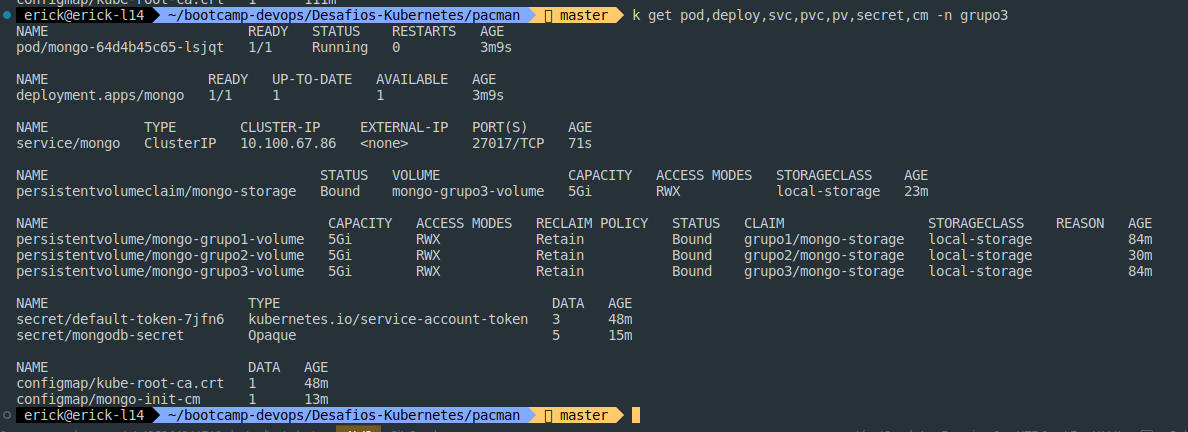 configmap/kube-root-ca.crt   1      111m
erick@erick-l14  ~/bootcamp-devops/Desafios-Kubernetes/pacman  master  k get pod,deploy,svc,pvc,pv,secret,cm -n grupo3
NAME                         READY   STATUS    RESTARTS   AGE
pod/mongo-64d4b45c65-lsjqt   1/1     Running   0          3m9s
NAME                    READY   UP-TO-DATE   AVAILABLE   AGE
deployment.apps/mongo   1/1     1            1           3m9s
NAME            TYPE        CLUSTER-IP     EXTERNAL-IP   PORT(S)     AGE
service/mongo   ClusterIP   10.100.67.86   <none>        27017/TCP   71s
NAME                                  STATUS   VOLUME                CAPACITY   ACCESS MODES   STORAGECLASS    AGE
persistentvolumeclaim/mongo-storage   Bound    mongo-grupo3-volume   5Gi        RWX            local-storage   23m
NAME                                   CAPACITY   ACCESS MODES   RECLAIM POLICY   STATUS   CLAIM                  STORAGECLASS    REASON   AGE
persistentvolume/mongo-grupo1-volume   5Gi        RWX            Retain           Bound    grupo1/mongo-storage   local-storage            84m
persistentvolume/mongo-grupo2-volume   5Gi        RWX            Retain           Bound    grupo2/mongo-storage   local-storage            30m
persistentvolume/mongo-grupo3-volume   5Gi        RWX            Retain           Bound    grupo3/mongo-storage   local-storage            84m
NAME                         TYPE                                  DATA   AGE
secret/default-token-7jfn6   kubernetes.io/service-account-token   3      48m
secret/mongodb-secret        Opaque                                5      15m
NAME                         DATA   AGE
configmap/kube-root-ca.crt   1      48m
configmap/mongo-init-cm      1      13m
erick@erick-l14  ~/bootcamp-devops/Desafios-Kubernetes/pacman  master